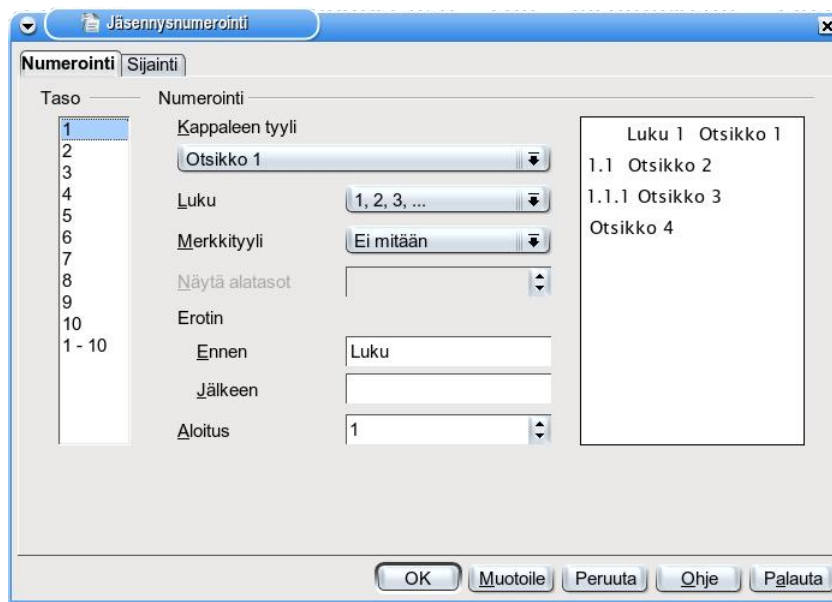 Jäsennysnumerointi
Numerointi Sijainti
Taso Numerointi
1
2
3
4
5
6
7
8
9
10
1 - 10
Kappaleen tyyli
Otsikko 1
Luku 1, 2, 3, ...
Merkkityyli Ei mitään
Näytä alatasot
Erotin
Ennen Luku
Jälkeen
Aloitus 1
Luku 1 Otsikko 1
1.1 Otsikko 2
1.1.1 Otsikko 3
Otsikko 4
OK Muotoile Peruuta Ohje Palauta